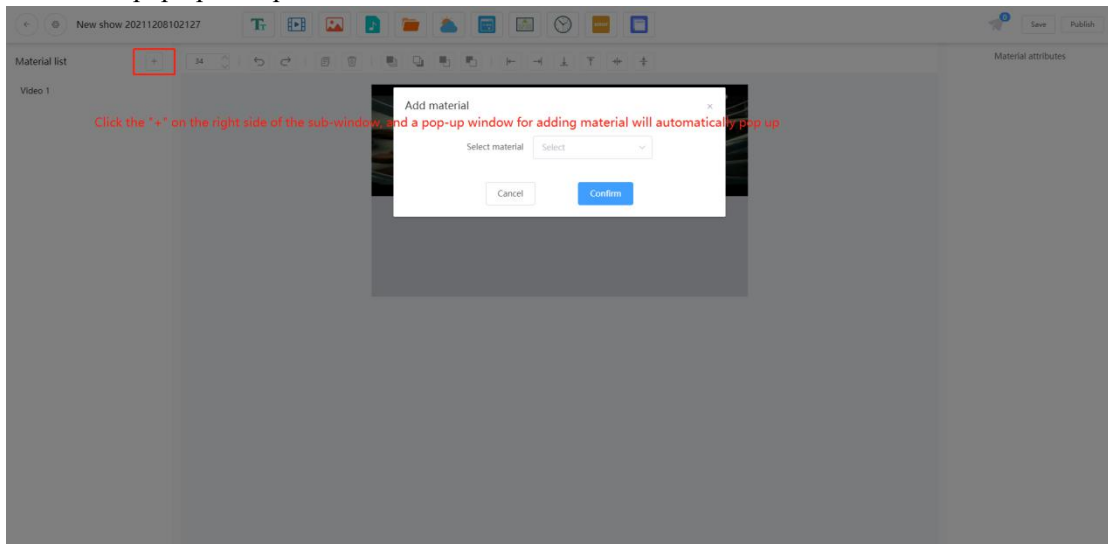 New show 20211208102127
Save
Publish
Material list
+
34
Material attributes
Video 1
Add material
×
Click the "+" on the right side of the sub-window, and a pop-up window for adding material will automatically pop up
Select material
Select
Cancel
Confirm